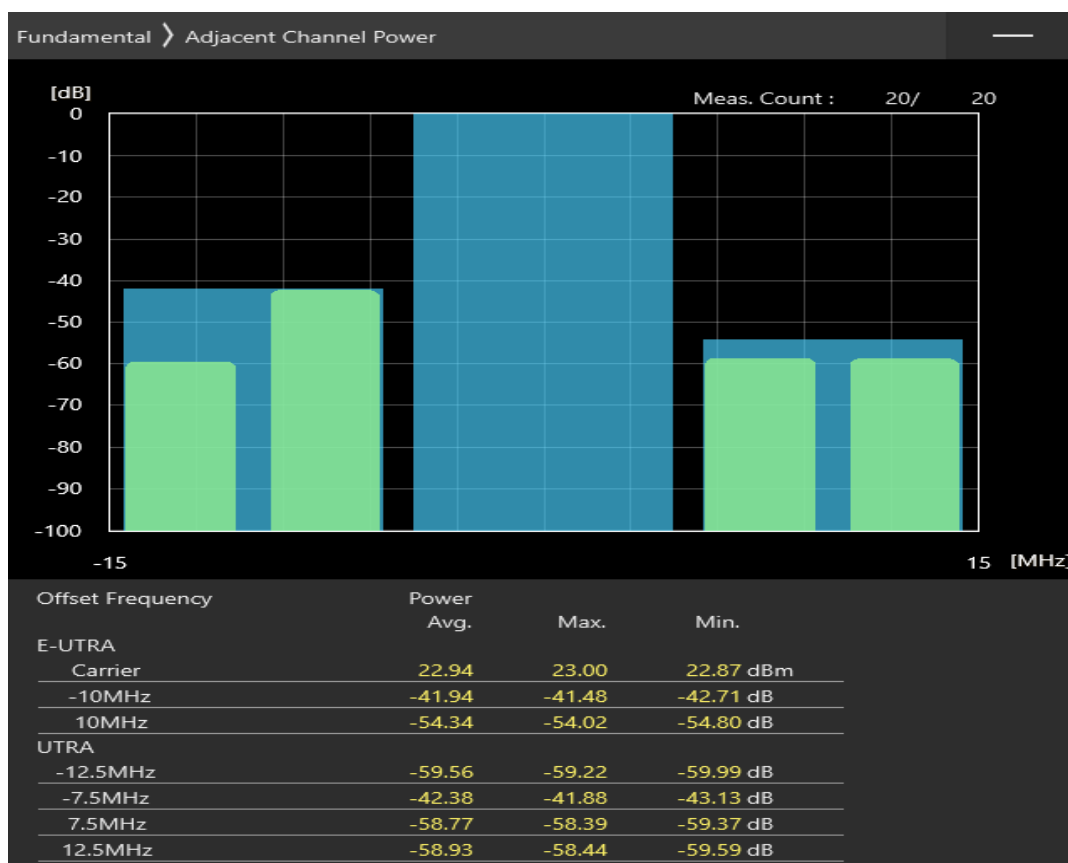 Fundamental ❯ Adjacent Channel Power
[dB]
Meas. Count : 20/ 20
0
-10
-20
-30
-40
-50
-60
-70
-80
-90
-100
-15 15 [MHz]
Offset Frequency Power
Avg. Max. Min.
E-UTRA
Carrier 22.94 23.00 22.87 dBm
-10MHz -41.94 -41.48 -42.71 dB
10MHz -54.34 -54.02 -54.80 dB
UTRA
-12.5MHz -59.56 -59.22 -59.99 dB
-7.5MHz -42.38 -41.88 -43.13 dB
7.5MHz -58.77 -58.39 -59.37 dB
12.5MHz -58.93 -58.44 -59.59 dB